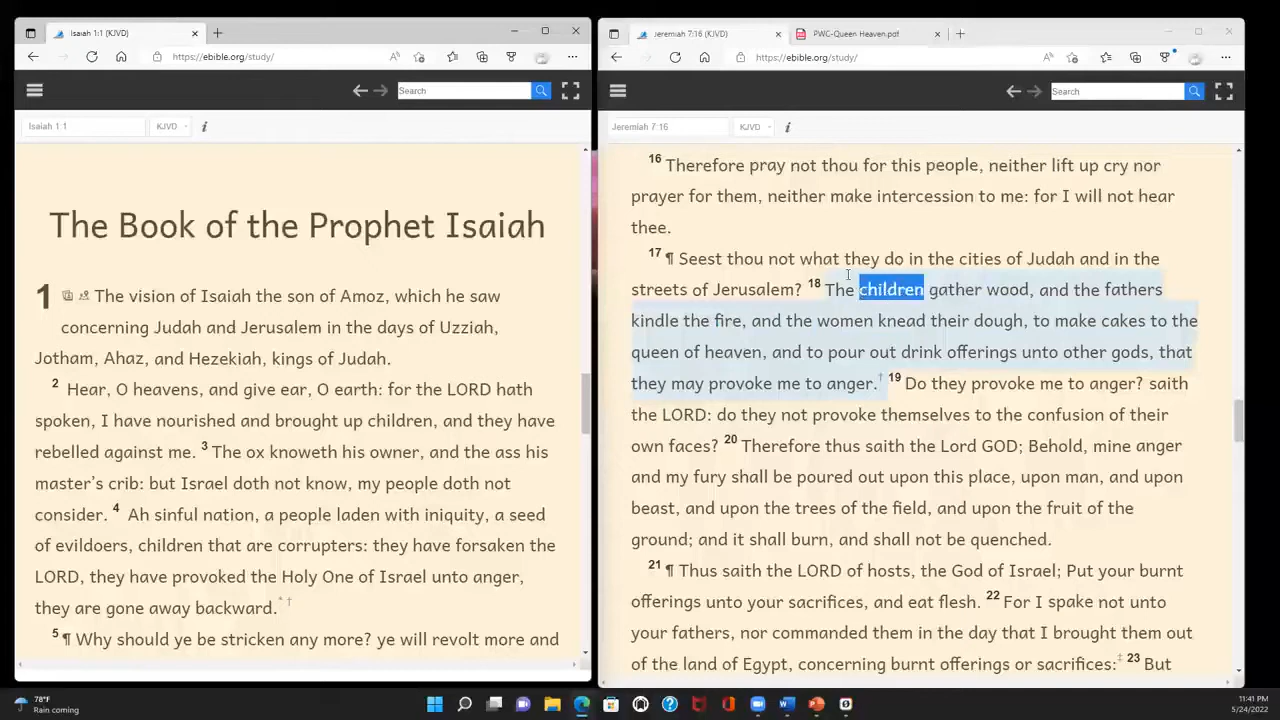 Isaiah 1:1 (KJVD)
https://ebible.org/study/
Search
Isaiah 1:1 KJVD i
The Book of the Prophet Isaiah
1 The vision of Isaiah the son of Amoz, which he saw
concerning Judah and Jerusalem in the days of Uzziah,
Jotham, Ahaz, and Hezekiah, kings of Judah.
2 Hear, O heavens, and give ear, O earth: for the LORD hath
spoken, I have nourished and brought up children, and they have
rebelled against me. 3 The ox knoweth his owner, and the ass his
master’s crib: but Israel doth not know, my people doth not
consider. 4 Ah sinful nation, a people laden with iniquity, a seed
of evildoers, children that are corrupters: they have forsaken the
LORD, they have provoked the Holy One of Israel unto anger,
they are gone away backward.* †
5 ¶ Why should ye be stricken any more? ye will revolt more and
Jeremiah 7:16 (KJVD)
PWC-Queen Heaven.pdf
https://ebible.org/study/
Search
Jeremiah 7:16 KJVD i
16 Therefore pray not thou for this people, neither lift up cry nor
prayer for them, neither make intercession to me: for I will not hear
thee.
17 ¶ Seest thou not what they do in the cities of Judah and in the
streets of Jerusalem? 18 The children gather wood, and the fathers
kindle the fire, and the women knead their dough, to make cakes to the
queen of heaven, and to pour out drink offerings unto other gods, that
they may provoke me to anger.† 19 Do they provoke me to anger? saith
the LORD: do they not provoke themselves to the confusion of their
own faces? 20 Therefore thus saith the Lord GOD; Behold, mine anger
and my fury shall be poured out upon this place, upon man, and upon
beast, and upon the trees of the field, and upon the fruit of the
ground; and it shall burn, and shall not be quenched.
21 ¶ Thus saith the LORD of hosts, the God of Israel; Put your burnt
offerings unto your sacrifices, and eat flesh. 22 For I spake not unto
your fathers, nor commanded them in the day that I brought them out
of the land of Egypt, concerning burnt offerings or sacrifices:‡ 23 But
78°F
Rain coming
11:41 PM
5/24/2022